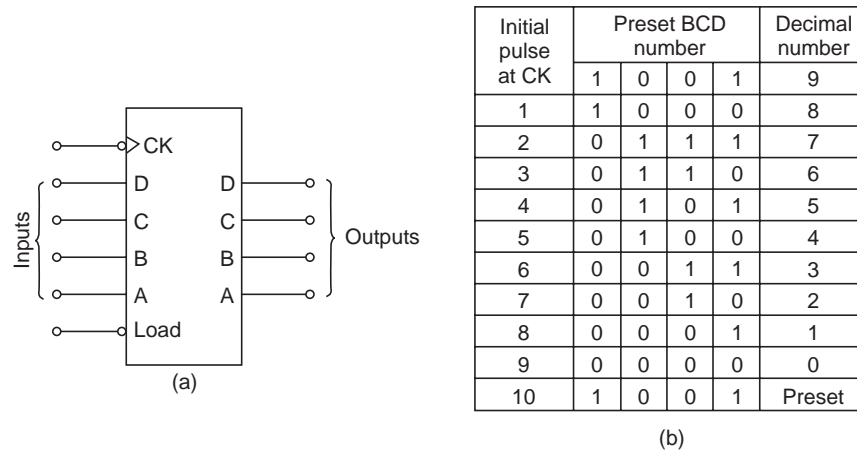 CK
D D
C C
Inputs
B B
Outputs
A A
Load
(a)
Initial pulse at CK Preset BCD number Decimal number
1 0 0 1 9
1 1 0 0 0 8
2 0 1 1 1 7
3 0 1 1 0 6
4 0 1 0 1 5
5 0 1 0 0 4
6 0 0 1 1 3
7 0 0 1 0 2
8 0 0 0 1 1
9 0 0 0 0 0
10 1 0 0 1 Preset
(b)